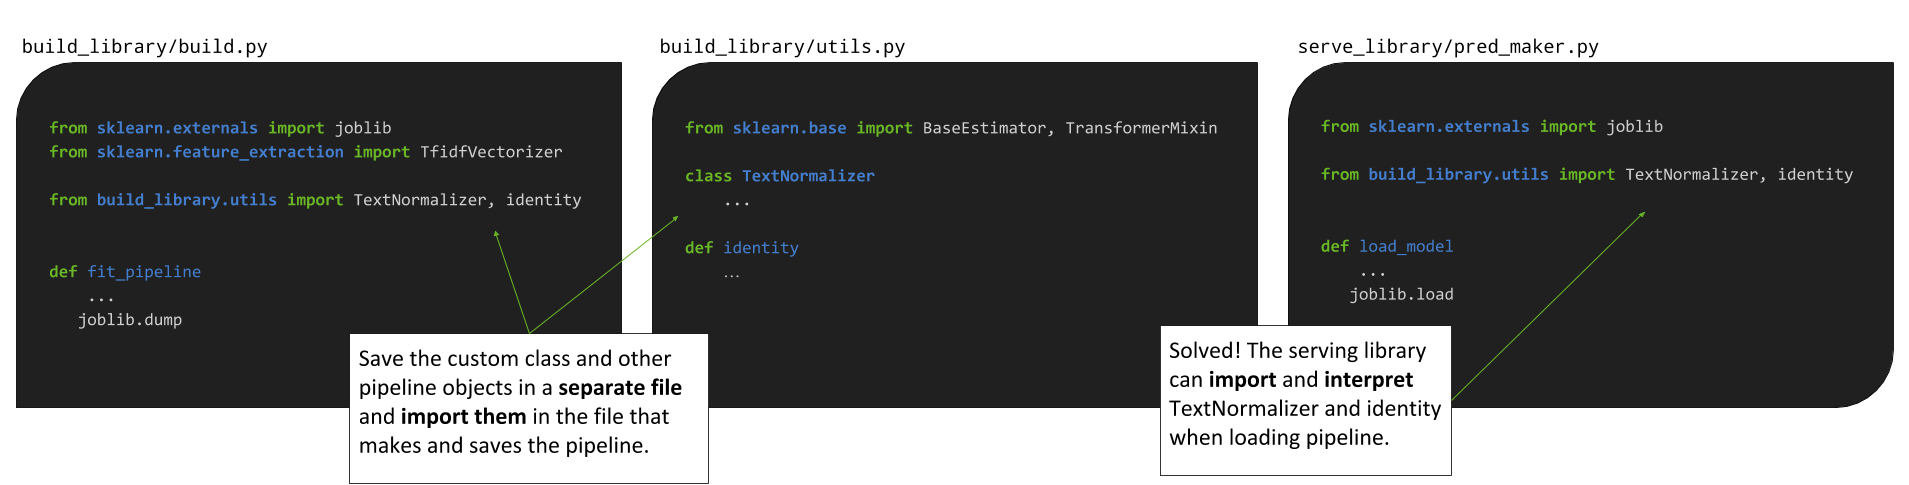 build_library/build.py
from sklearn.externals import joblib
from sklearn.feature_extraction import TfidfVectorizer
from build_library.utils import TextNormalizer, identity
def fit_pipeline
...
joblib.dump
Save the custom class and other
pipeline objects in a separate file
and import them in the file that
makes and saves the pipeline.
build_library/utils.py
from sklearn.base import BaseEstimator, TransformerMixin
class TextNormalizer
...
def identity
...
serve_library/pred_maker.py
from sklearn.externals import joblib
from build_library.utils import TextNormalizer, identity
def load_model
...
joblib.load
Solved! The serving library
can import and interpret
TextNormalizer and identity
when loading pipeline.